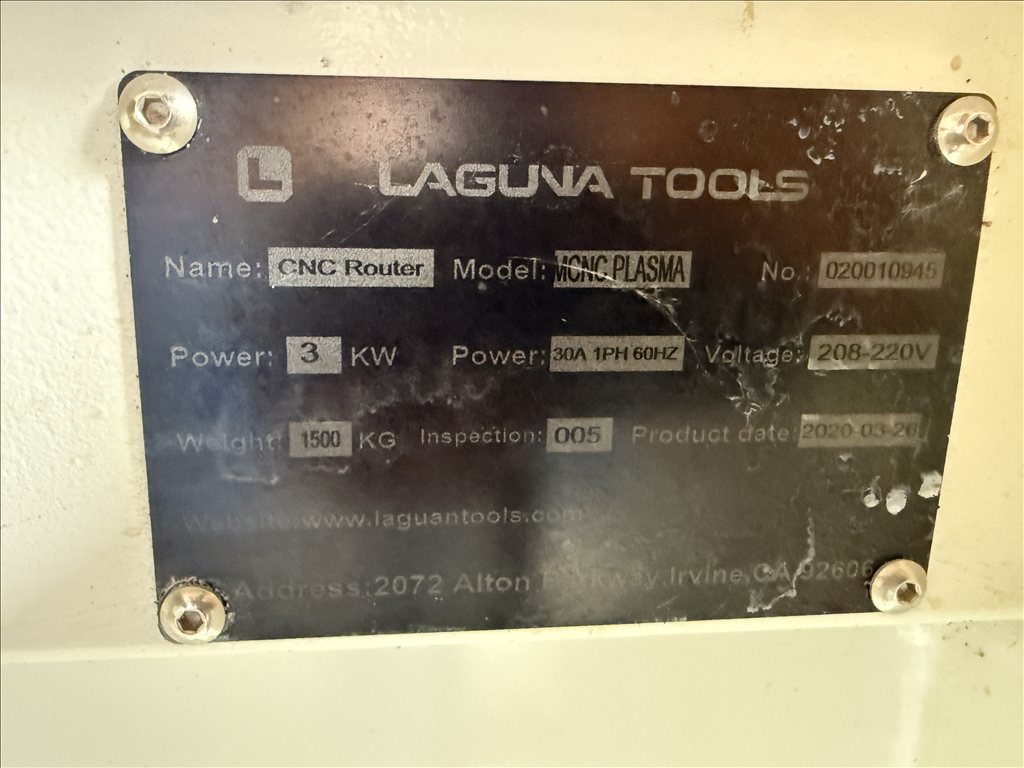 L LAGUNA TOOLS
Name: CNC Router Model: MCNC PLASMA No.: 020010945
Power: 3 KW Power: 30A 1PH 60HZ Voltage: 208-220V
Weight: 1500 KG Inspection: 005 Product date: 2020-03-20
Website: www.laguantools.com
Address: 2072 Alton Parkway, Irvine, CA 92606